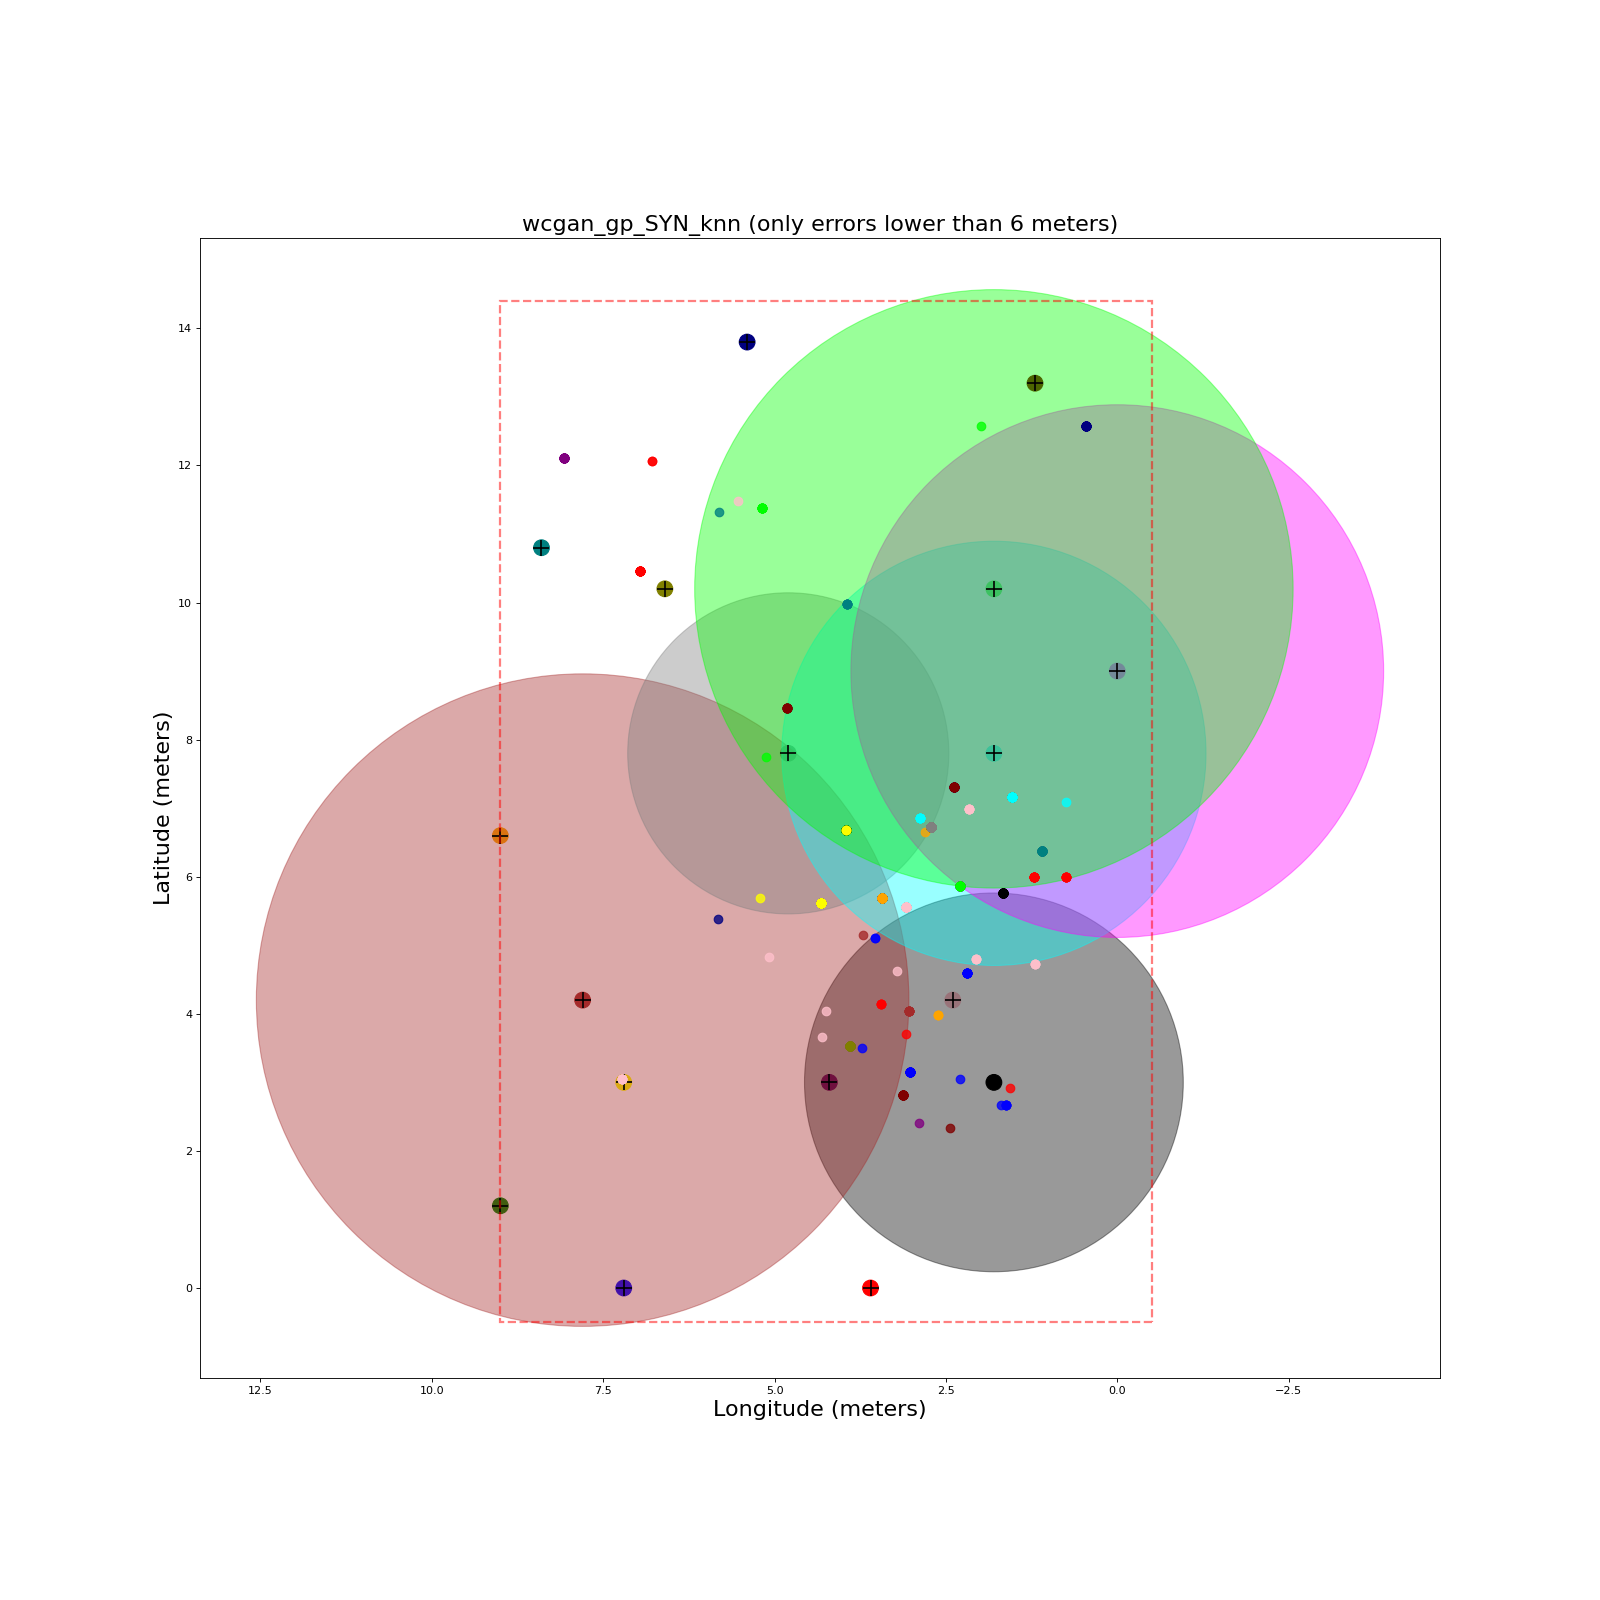 wcgan_gp_SYN_knn (only errors lower than 6 meters)
14
12
10
8
6
4
2
0
Latitude (meters)
12.5 10.0 7.5 5.0 2.5 0.0 −2.5
Longitude (meters)